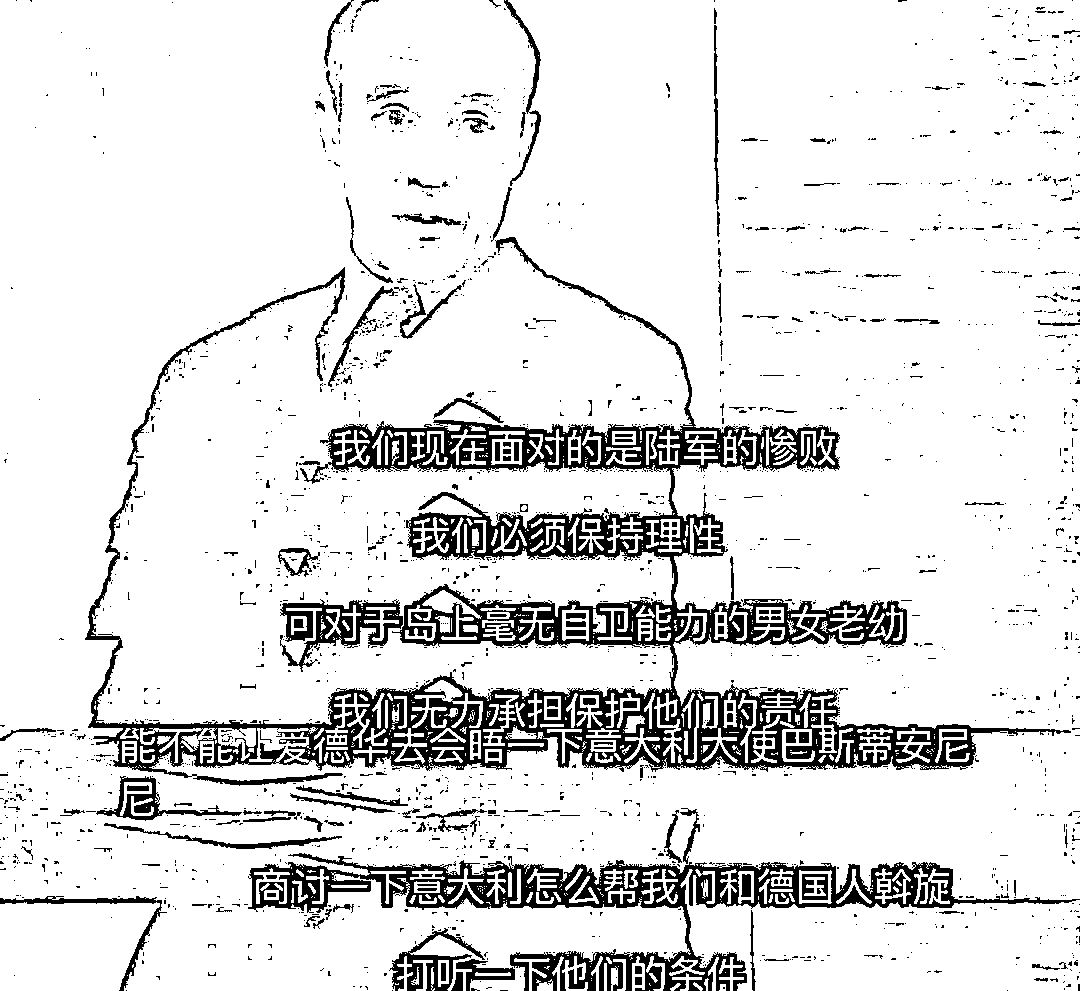 我们现在面对的是陆军的惨败
我们必须保持理性
可对于岛上毫无自卫能力的男女老幼
我们无力承担保护他们的责任
能不能让爱德华去会晤一下意大利大使巴斯蒂安尼
尼
商讨一下意大利怎么帮我们和德国人斡旋
打听一下他们的条件